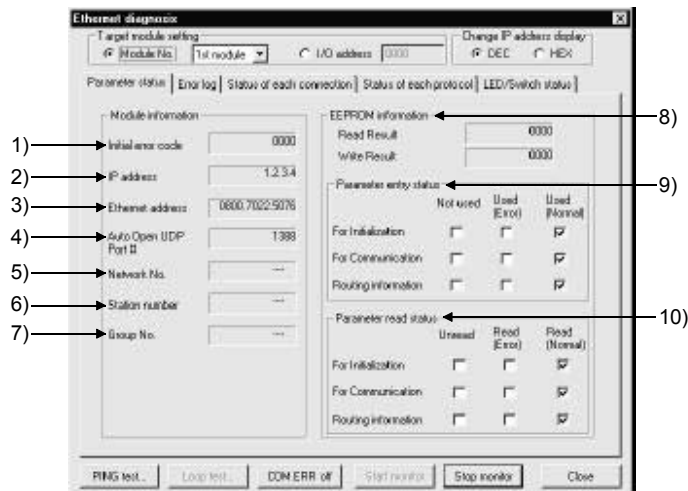 Ethernet diagnosis
Target module setting
Module No.
1st module
I/O address
0000
Change IP address display
DEC
HEX
Parameter status
Error log
Status of each connection
Status of each protocol
LED/Switch status
Module information
1)
Initial error code
0000
2)
IP address
1.2.3.4
3)
Ethernet address
0800.7022.5076
4)
Auto Open UDP
Port #
1388
5)
Network No.
---
6)
Station number
---
7)
Group No.
---
EEPROM information
8)
Read Result
0000
Write Result
0000
Parameter entry status
9)
Not used
Used
(Error)
Used
(Normal)
For Initialization
For Communication
Routing information
Parameter read status
10)
Unread
Read
(Error)
Read
(Normal)
For Initialization
For Communication
Routing information
PING test...
Loop test...
COM ERR off
Start monitor
Stop monitor
Close